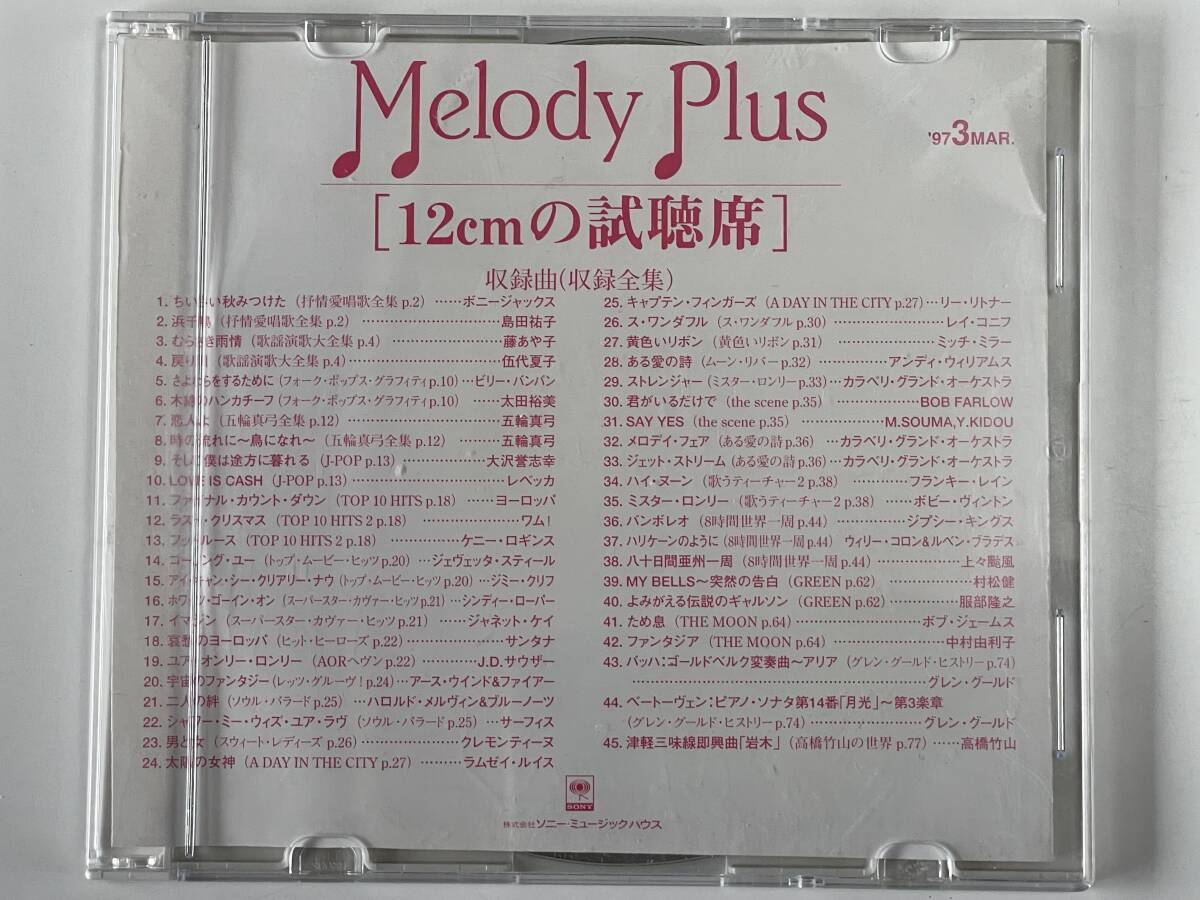 Melody Plus
'97 3 MAR.
[12cmの試聴席]
収録曲(収録全集)
1. ちいさい秋みつけた (抒情愛唱歌全集 p.2) ……ボニージャックス
2. 浜千鳥 (抒情愛唱歌全集 p.2) ……………………島田祐子
3. むらさき雨情 (歌謡演歌大全集 p.4) ………………藤あや子
4. 戻り川 (歌謡演歌大全集 p.4) ……………………伍代夏子
5. さよならをするために (フォーク・ポップス・グラフィティ p.10) …ビリー・バンバン
6. 木綿のハンカチーフ (フォーク・ポップス・グラフィティ p.10) ……太田裕美
7. 恋人よ (五輪真弓全集 p.12) ……………………五輪真弓
8. 時の流れに〜鳥になれ〜 (五輪真弓全集 p.12) …………五輪真弓
9. そして僕は途方に暮れる (J-POP p.13) ……………大沢誉志幸
10. LOVE IS CASH (J-POP p.13) ……………………レベッカ
11. ファイナル・カウント・ダウン (TOP 10 HITS p.18) ……ヨーロッパ
12. ラスト・クリスマス (TOP 10 HITS 2 p.18) ………………ワム!
13. フットルース (TOP 10 HITS 2 p.18) ……………ケニー・ロギンス
14. ゴーイング・ユー (トップ・ムービー・ヒッツ p.20) …ジェヴェッタ・スティール
15. アイ・キャン・シー・クリアリー・ナウ (トップ・ムービー・ヒッツ p.20) …ジミー・クリフ
16. ホワッツ・ゴーイン・オン (スーパースター・カヴァー・ヒッツ p.21) …シンディー・ローパー
17. イマジン (スーパースター・カヴァー・ヒッツ p.21) ……ジャネット・ケイ
18. 哀愁のヨーロッパ (ヒット・ヒーローズ p.22) ……………サンタナ
19. ユア・オンリー・ロンリー (AORヘヴン p.22) …………J.D.サウザー
20. 宇宙のファンタジー (レッツ・グルーヴ! p.24) …アース・ウインド&ファイアー
21. 二人の絆 (ソウル・バラード p.25) ……ハロルド・メルヴィン&ブルーノーツ
22. シャワー・ミー・ウィズ・ユア・ラヴ (ソウル・バラード p.25) ……サーフィス
23. 男と女 (スウィート・レディーズ p.26) ……………クレモンティーヌ
24. 太陽の女神 (A DAY IN THE CITY p.27) ………ラムゼイ・ルイス
25. キャプテン・フィンガーズ (A DAY IN THE CITY p.27) …リー・リトナー
26. ス・ワンダフル (ス・ワンダフル p.30) ………………レイ・コニフ
27. 黄色いリボン (黄色いリボン p.31) ………………ミッチ・ミラー
28. ある愛の詩 (ムーン・リバー p.32) …………アンディ・ウィリアムス
29. ストレンジャー (ミスター・ロンリー p.33) …カラベリ・グランド・オーケストラ
30. 君がいるだけで (the scene p.35) ……………BOB FARLOW
31. SAY YES (the scene p.35) ……………M.SOUMA,Y.KIDOU
32. メロデイ・フェア (ある愛の詩 p.36) …カラベリ・グランド・オーケストラ
33. ジェット・ストリーム (ある愛の詩 p.36) …カラベリ・グランド・オーケストラ
34. ハイ・ヌーン (歌うティーチャー2 p.38) …………フランキー・レイン
35. ミスター・ロンリー (歌うティーチャー2 p.38) ……ボビー・ヴィントン
36. バンボレオ (8時間世界一周 p.44) ……………ジプシー・キングス
37. ハリケーンのように (8時間世界一周 p.44) ウィリー・コロン&ルベン・ブラデス
38. 八十日間亜州一周 (8時間世界一周 p.44) ………………上々颱風
39. MY BELLS〜突然の告白 (GREEN p.62) ………………村松健
40. よみがえる伝説のギャルソン (GREEN p.62) …………服部隆之
41. ため息 (THE MOON p.64) …………………ボブ・ジェームス
42. ファンタジア (THE MOON p.64) ………………中村由利子
43. バッハ:ゴールドベルク変奏曲〜アリア (グレン・グールド・ヒストリー p.74)
……………………………………グレン・グールド
44. ベートーヴェン:ピアノ・ソナタ第14番「月光」〜第3楽章
(グレン・グールド・ヒストリー p.74) ………………グレン・グールド
45. 津軽三味線即興曲「岩木」 (高橋竹山の世界 p.77) ……高橋竹山
SONY
株式会社 ソニー・ミュージックハウス